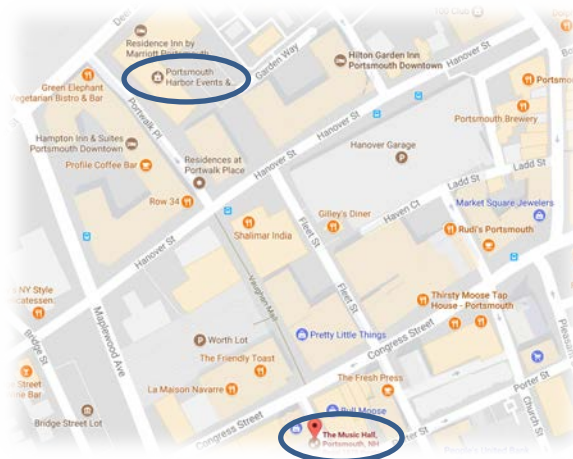 Residence Inn by
Marriott Portsmouth
Portsmouth
Harbor Events &...
Garden Way
Hilton Garden Inn
Portsmouth Downtown
Hanover St
Green Elephant
Vegetarian Bistro & Bar
Portwalk Pl
Portsmouth Brewery
Hampton Inn & Suites
Portsmouth Downtown
Profile Coffee Bar
Hanover Garage
Residences at
Portwalk Place
Hanover St
Ladd St
Ladd St
Row 34
Market Square Jewelers
Haven Ct
Shalimar India
Fleet St
Gilley's Diner
Rudi's Portsmouth
Hanover St
NY Style
Vaughan Mall
Fleet St
Thirsty Moose Tap
House - Portsmouth
Maplewood Ave
Worth Lot
Pretty Little Things
Congress Street
Bridge St
The Friendly Toast
La Maison Navarre
The Fresh Press
Porter St
Church St
Bridge Street Lot
Bull Moose
Congress Street
The Music Hall,
Portsmouth, NH
Porter St